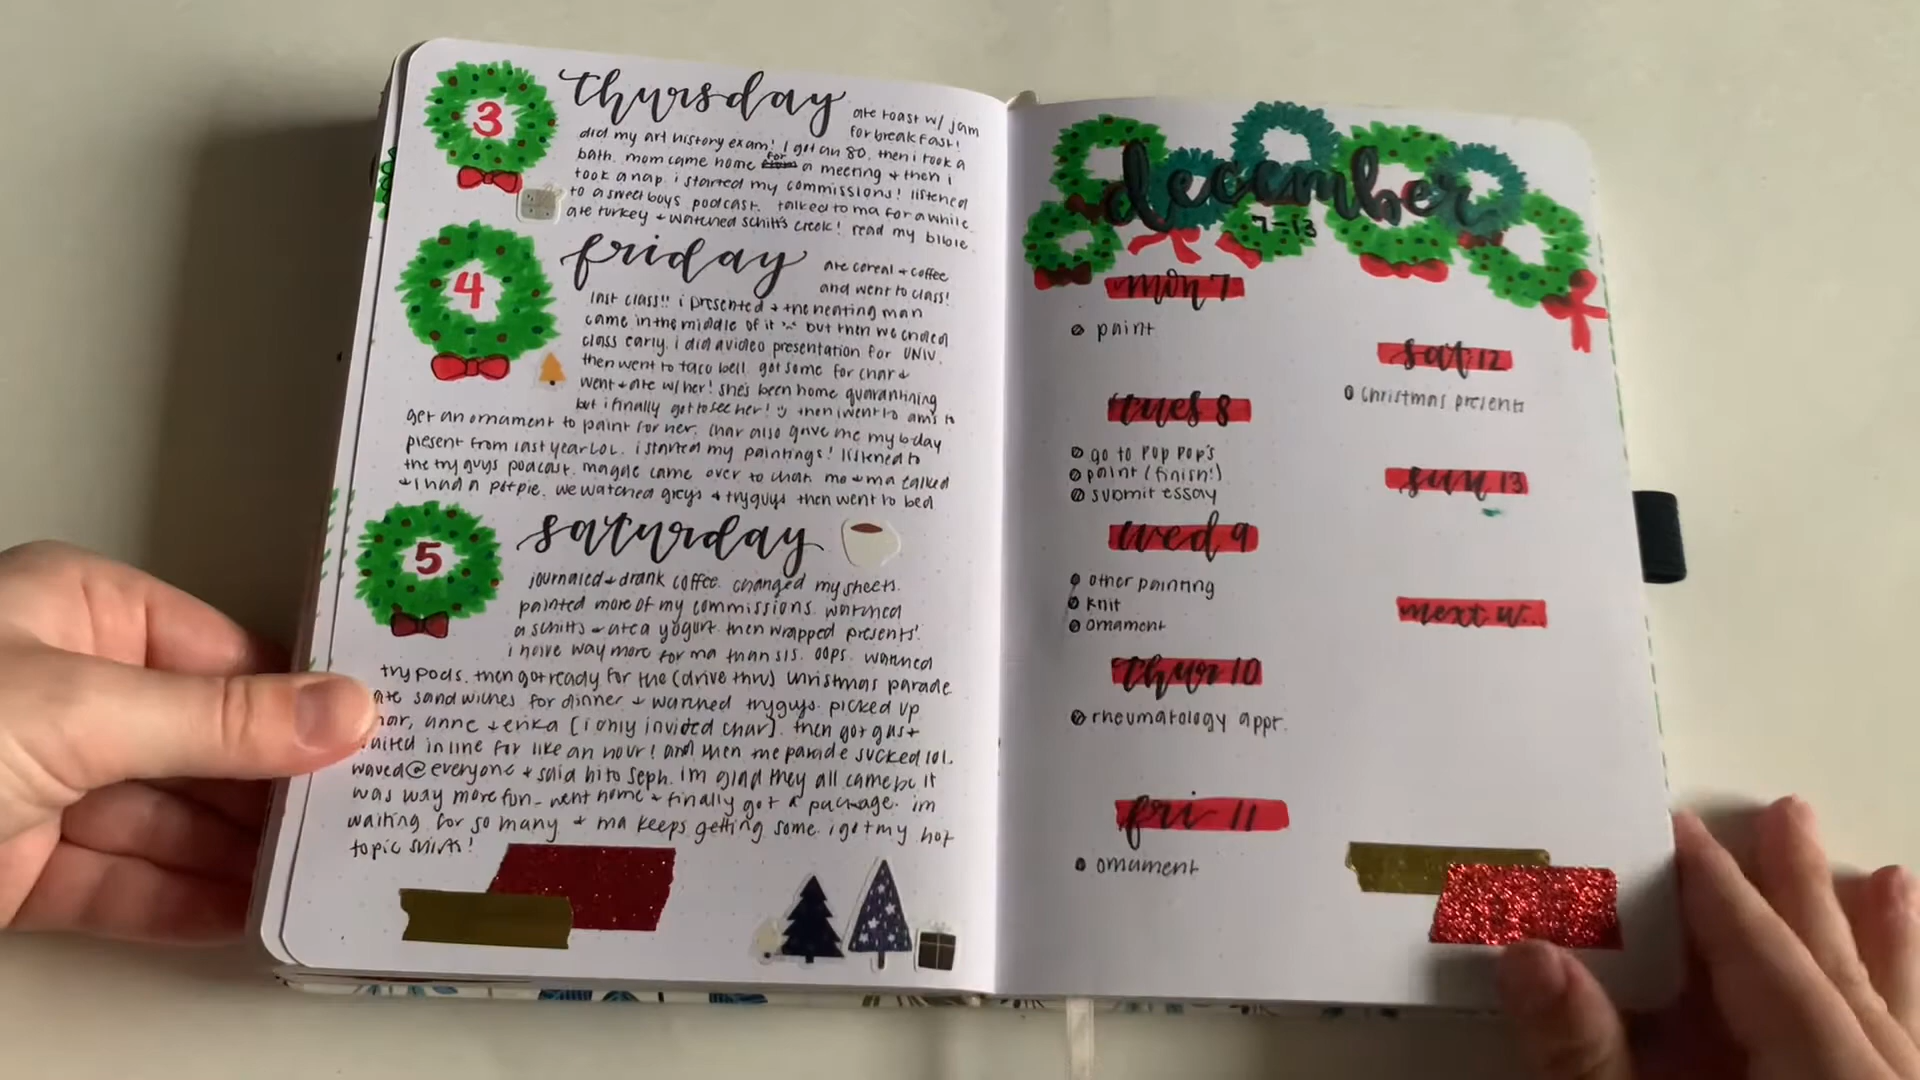 3
thursday
ate toast w/ jam
for breakfast!
did my art history exam! I got an 80. then i took a
bath. mom came home for a meeting + then i
took a nap. i started my commissions! listened
to a sweet boys podcast. talked to ma for a while
ate turkey + watched schitt's creek! read my bible
4
friday
ate cereal + coffee
and went to class!
last class!! i presented + the heating man
came in the middle of it but then we ended
class early. i did a video presentation for UNIV.
then went to taco bell. got some for char +
went + ate w/ her! she's been home quarantining
but i finally got to see her! then i went to am's to
get an ornament to paint for her. char also gave me my b-day
present from last year LOL. i started my paintings! listened to
the try guys podcast. magde came over to chat. me + ma talked
+ i had a potpie. we watched greys + tryguys then went to bed
5
saturday
journaled + drank coffee. changed my sheets.
painted more of my commissions. watched
a schitts + ate a yogurt. then wrapped presents!
i have way more for ma than sis. oops. watched
trypods. then got ready for the (drive thru) christmas parade
ate sandwiches for dinner + watched tryguys. picked up
char, anne + erika [i only invited char]. then got gas +
waited in line for like an hour! and then the parade sucked lol.
waved @ everyone + said hi to seph. im glad they all came bc it
was way more fun. went home + finally got a package. im
waiting for so many + ma keeps getting some. i got my hot
topic shirts!
december
7-13
mon 7
paint
tues 8
go to pop pop's
paint (finish!)
submit essay
wed 9
other painting
knit
ornament
thur 10
rheumatology appt.
fri 11
ornament
sat 12
christmas presents
sun 13
next w...